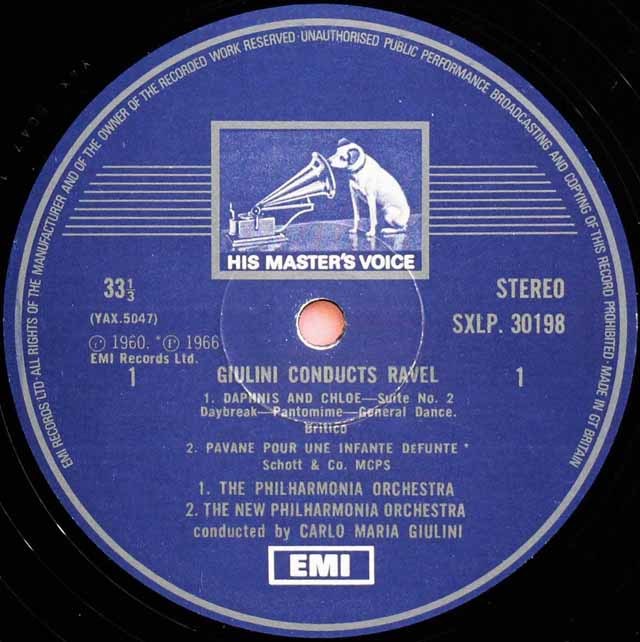 EMI RECORDS LTD·ALL RIGHTS OF THE MANUFACTURER AND OF THE OWNER OF THE RECORDED WORK RESERVED·UNAUTHORISED PUBLIC PERFORMANCE BROADCASTING AND COPYING OF THIS RECORD PROHIBITED·MADE IN GT BRITAIN
HIS MASTER'S VOICE
33⅓ STEREO
(YAX.5047) SXLP. 30198
℗ 1960. *℗ 1966
EMI Records Ltd.
1 GIULINI CONDUCTS RAVEL 1
1. DAPHNIS AND CHLOE—Suite No. 2
Daybreak—Pantomime—General Dance.
Britico
2. PAVANE POUR UNE INFANTE DéFUNTE *
Schott & Co. MCPS
1. THE PHILHARMONIA ORCHESTRA
2. THE NEW PHILHARMONIA ORCHESTRA
conducted by CARLO MARIA GIULINI
EMI